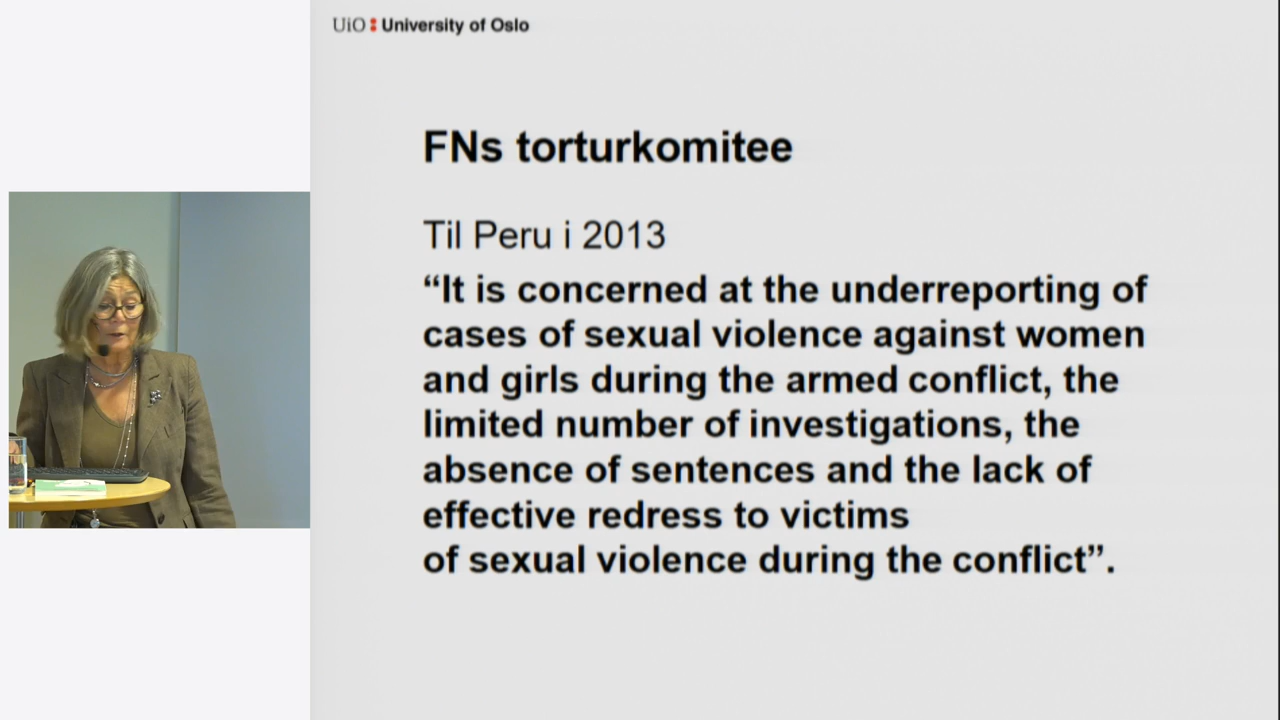 UiO University of Oslo
FNs torturkomitee
Til Peru i 2013
“It is concerned at the underreporting of
cases of sexual violence against women
and girls during the armed conflict, the
limited number of investigations, the
absence of sentences and the lack of
effective redress to victims
of sexual violence during the conflict”.